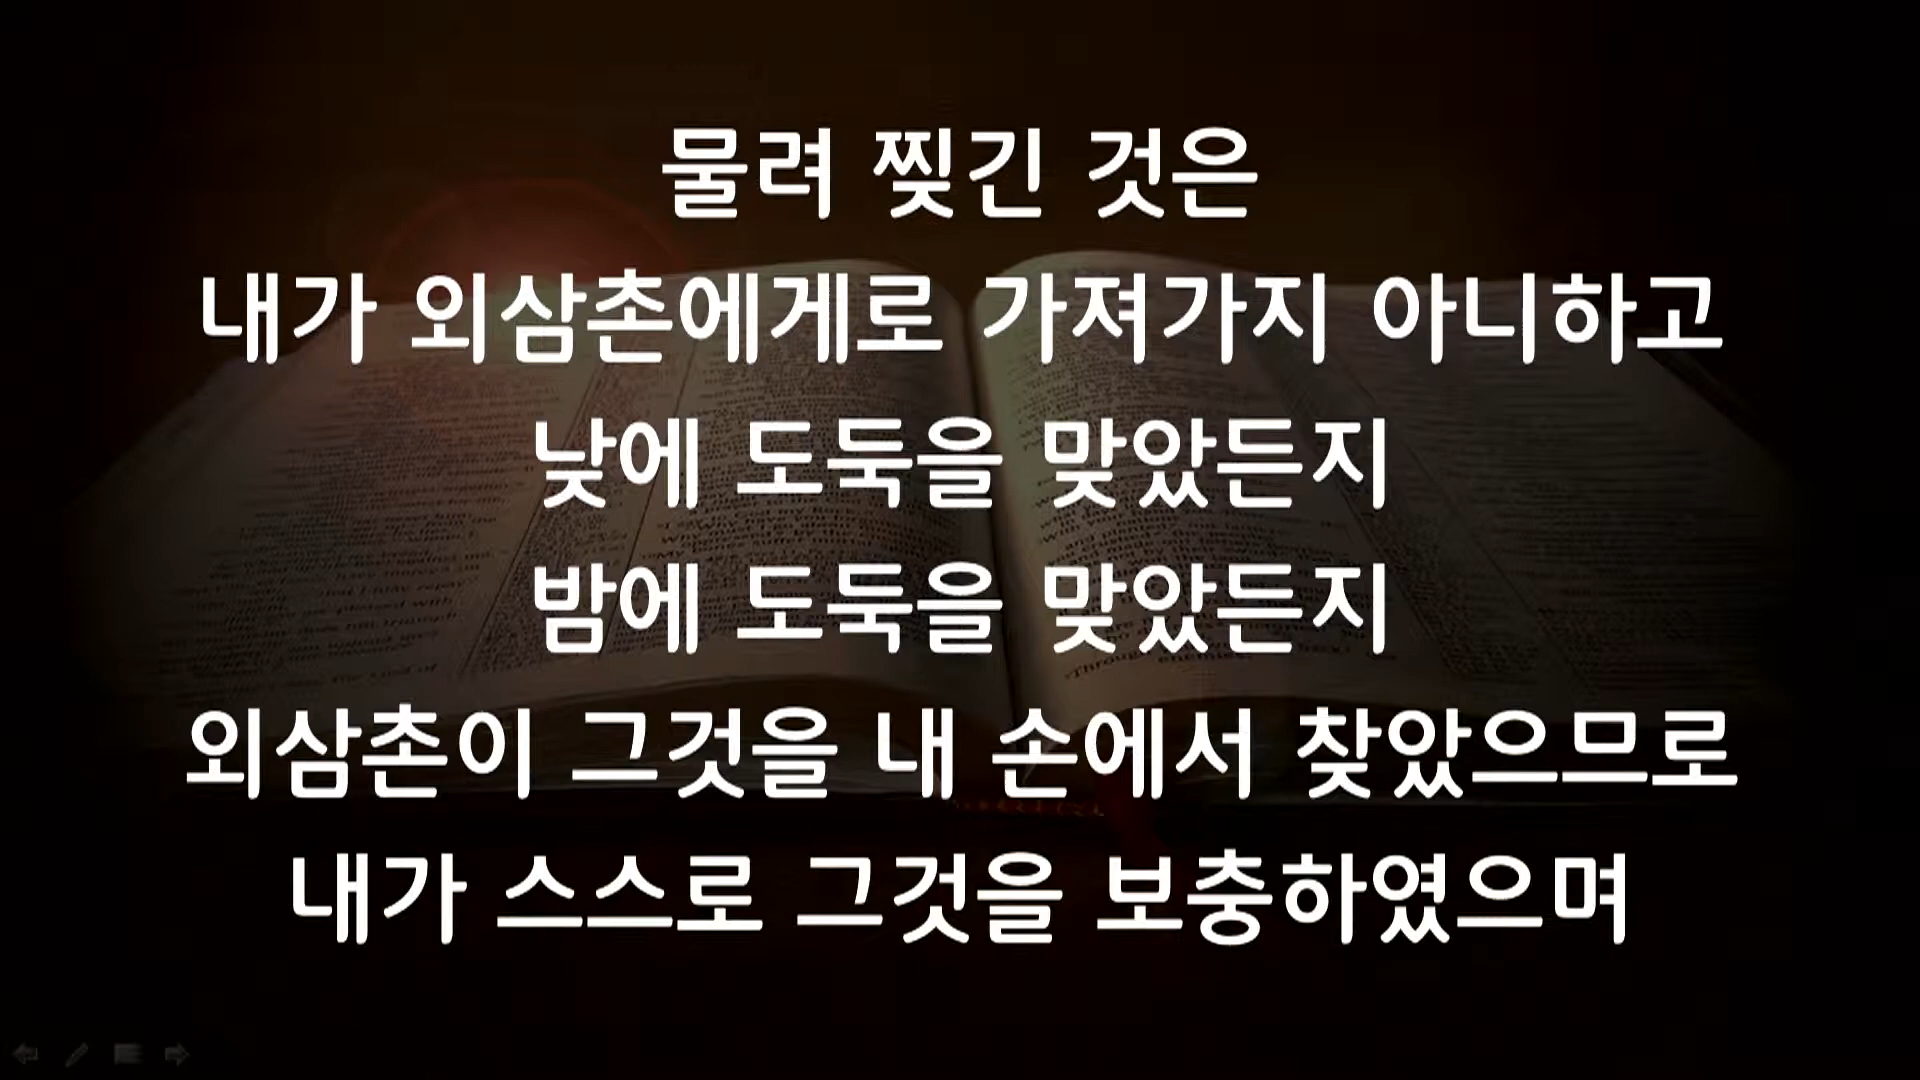 물려 찢긴 것은
내가 외삼촌에게로 가져가지 아니하고
낮에 도둑을 맞았든지
밤에 도둑을 맞았든지
외삼촌이 그것을 내 손에서 찾았으므로
내가 스스로 그것을 보충하였으며